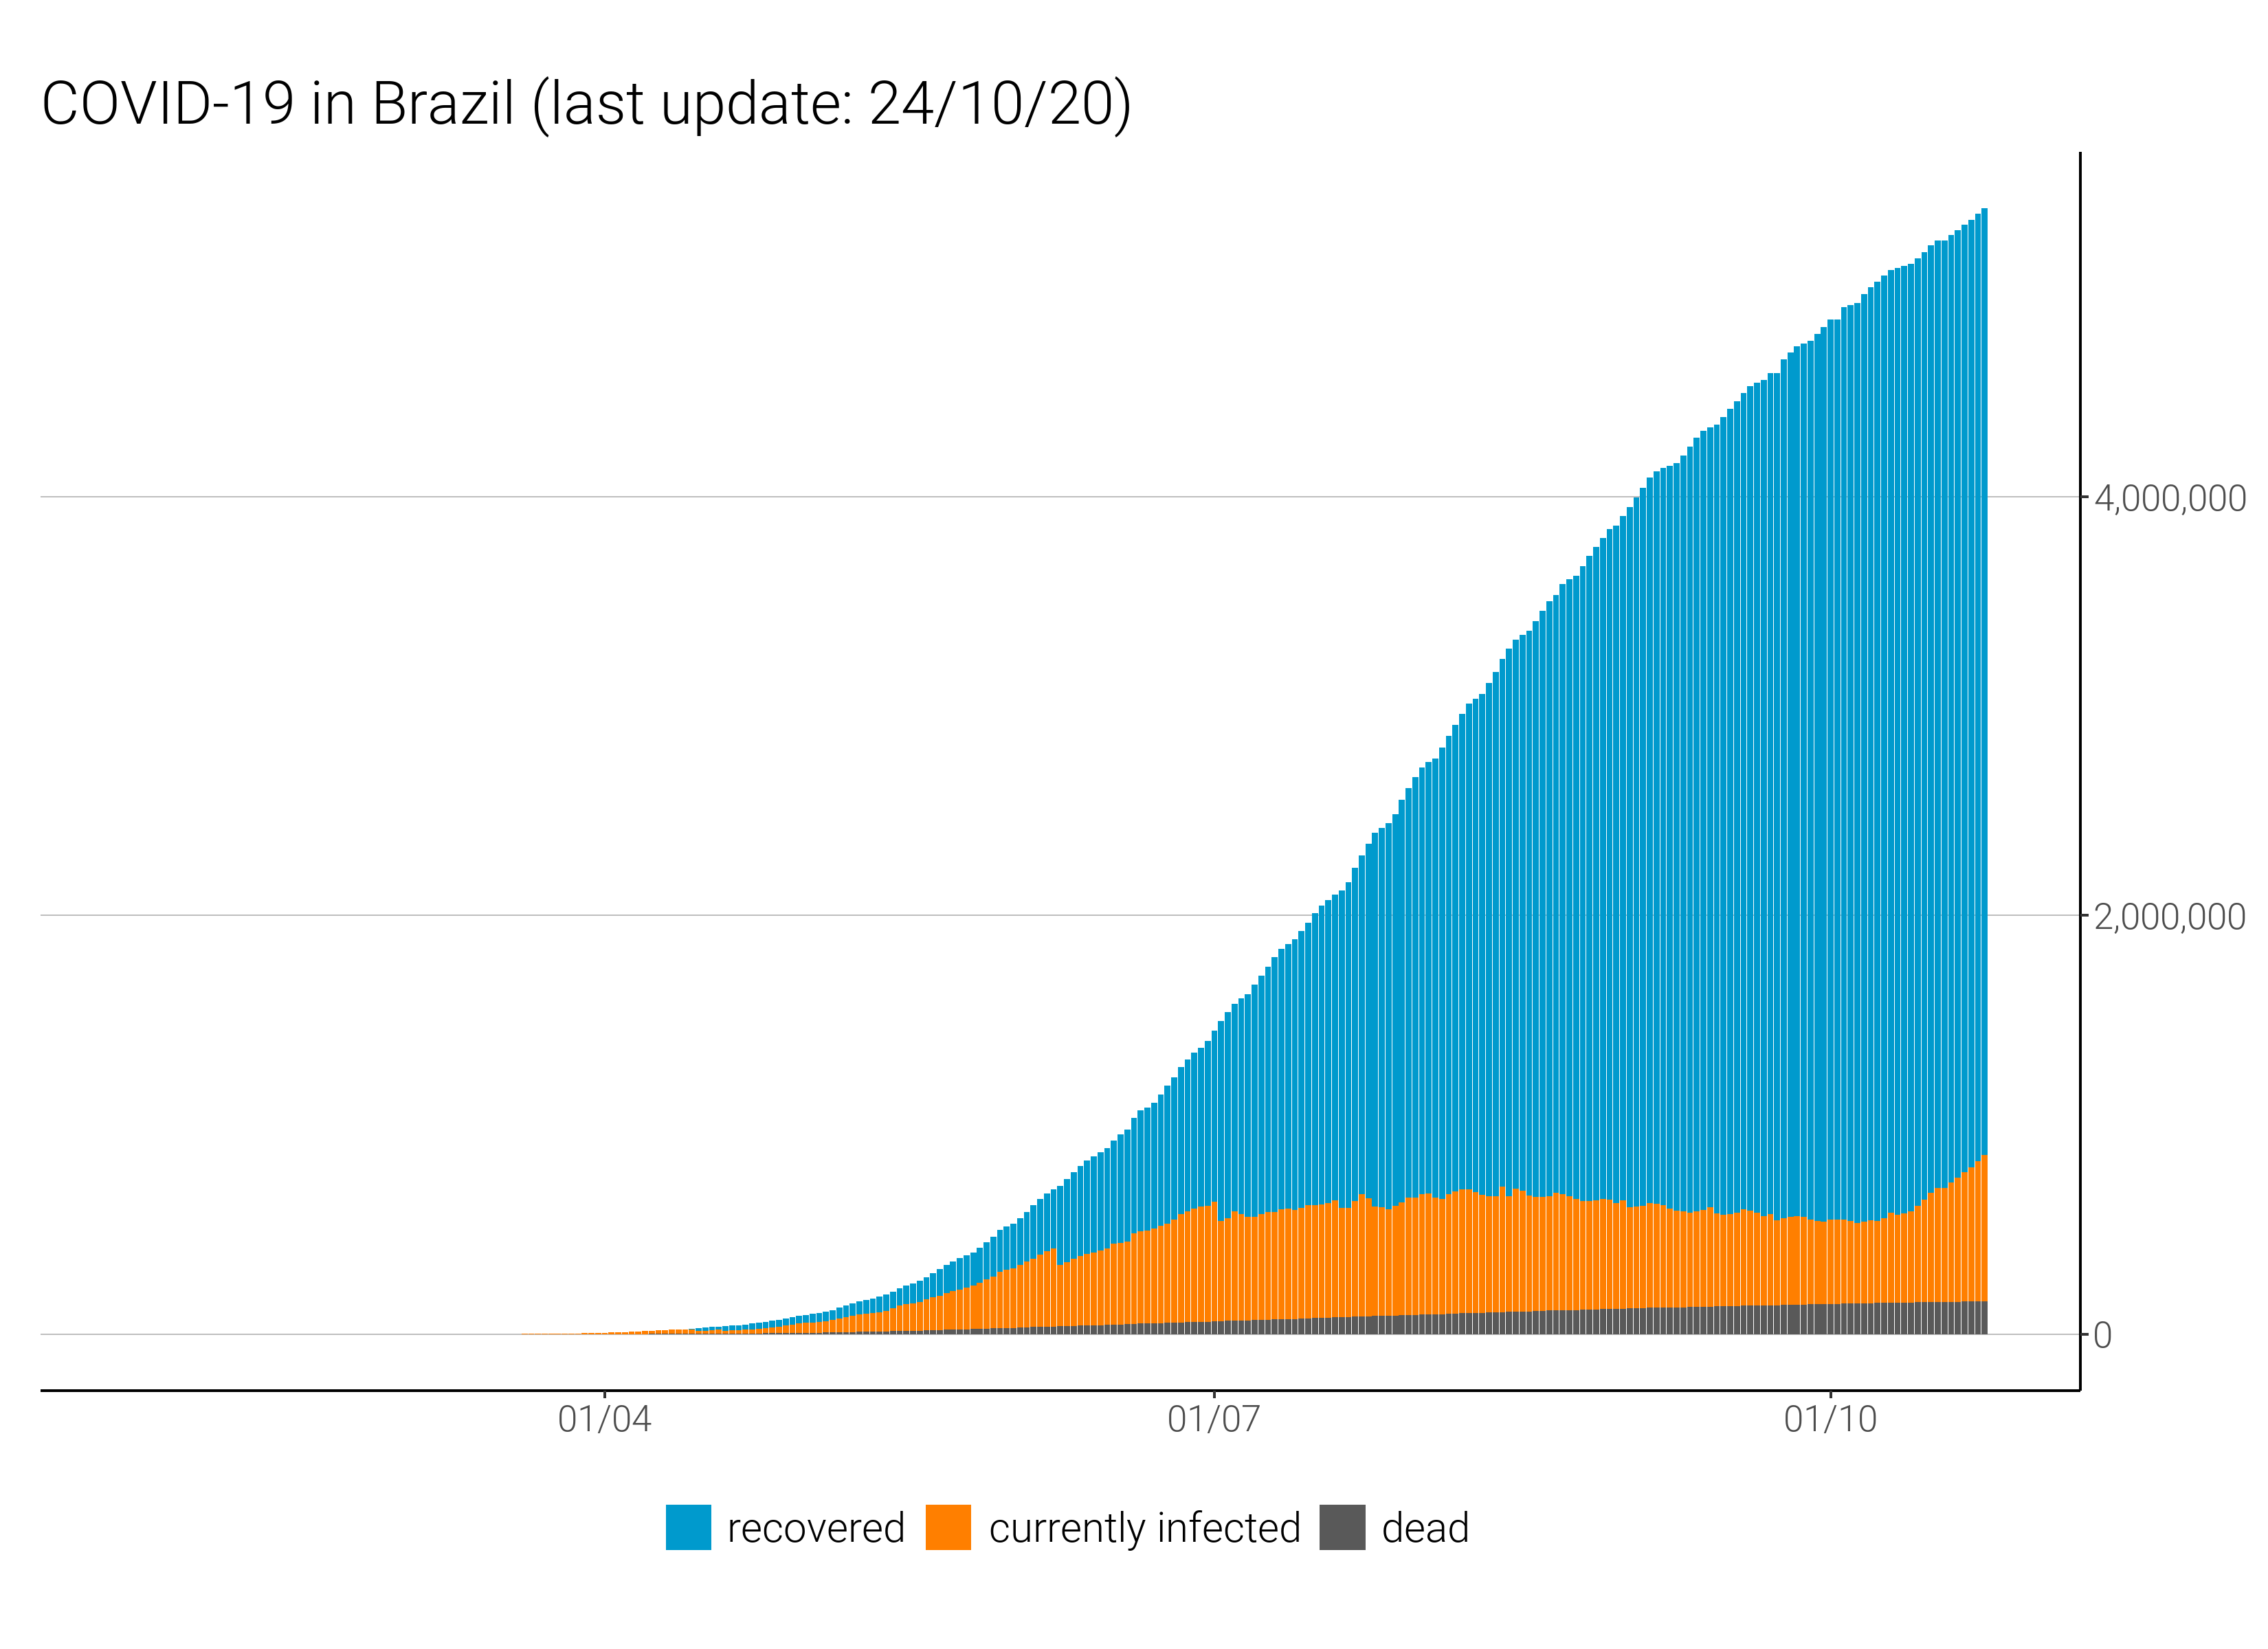 COVID-19 in Brazil (last update: 24/10/20)
4,000,000
2,000,000
0
01/04 01/07 01/10
recovered currently infected dead